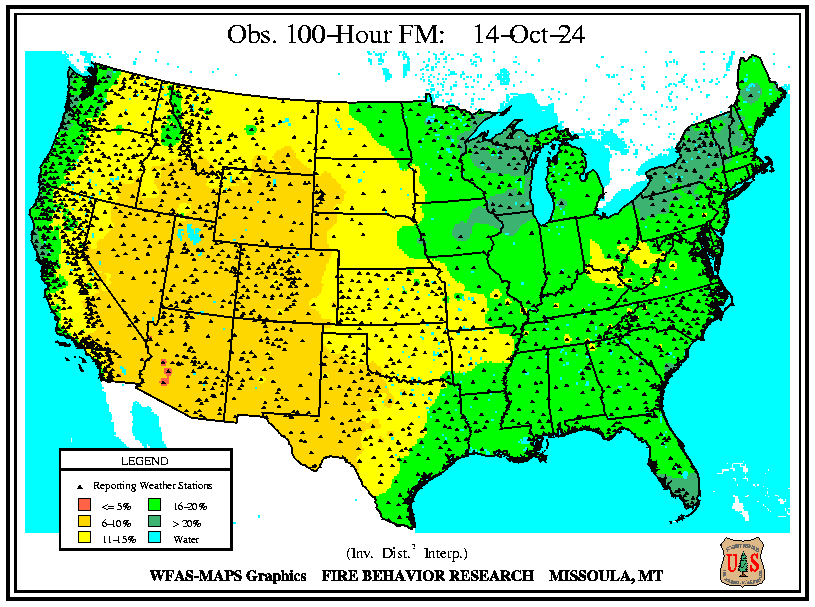 Obs. 100-Hour FM: 14-Oct-24
LEGEND
Reporting Weather Stations
<= 5% 16-20%
6-10% > 20%
11-15% Water
(Inv. Dist.² Interp.)
WFAS-MAPS Graphics FIRE BEHAVIOR RESEARCH MISSOULA, MT
U S